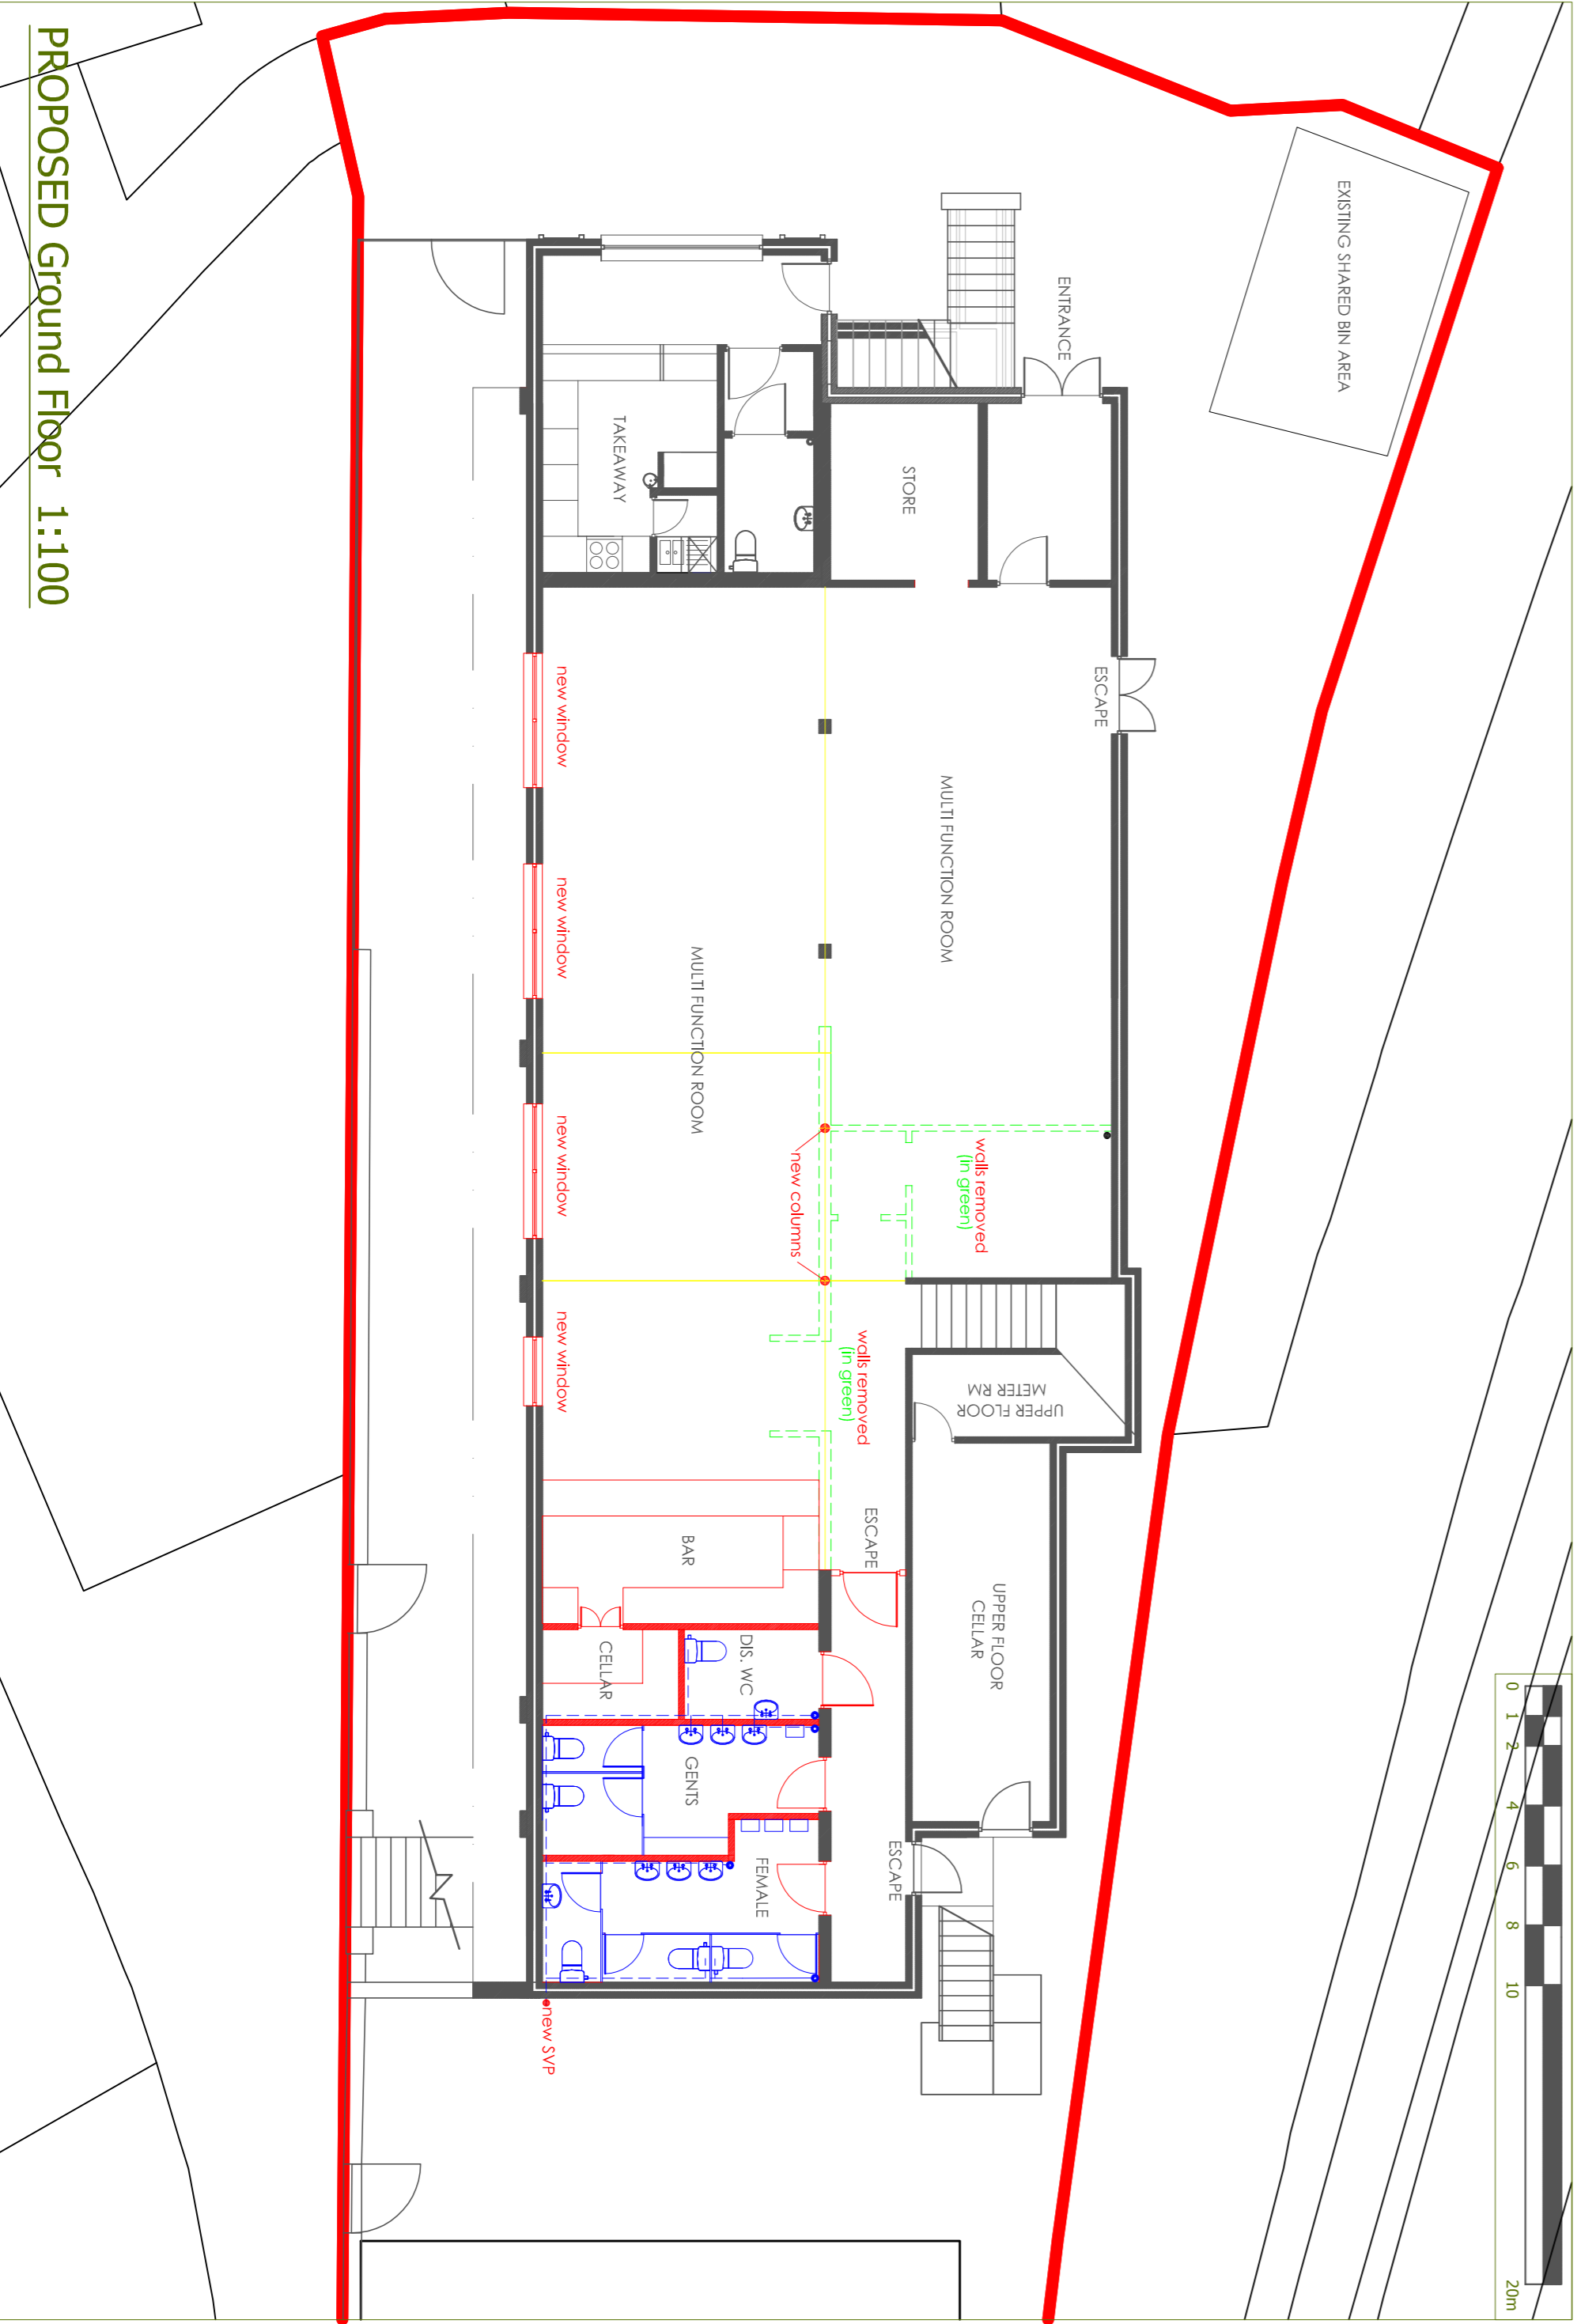 EXISTING SHARED BIN AREA
0 1 2 4 6 8 10 20m
ENTRANCE
ESCAPE
STORE
MULTI FUNCTION ROOM
walls removed
(in green)
UPPER FLOOR
METER RM
UPPER FLOOR
CELLAR
ESCAPE
walls removed
(in green)
ESCAPE
new columns
TAKEAWAY
MULTI FUNCTION ROOM
BAR
DIS. WC
CELLAR
GENTS
FEMALE
new window
new window
new window
new window
new SVP
PROPOSED Ground Floor 1:100